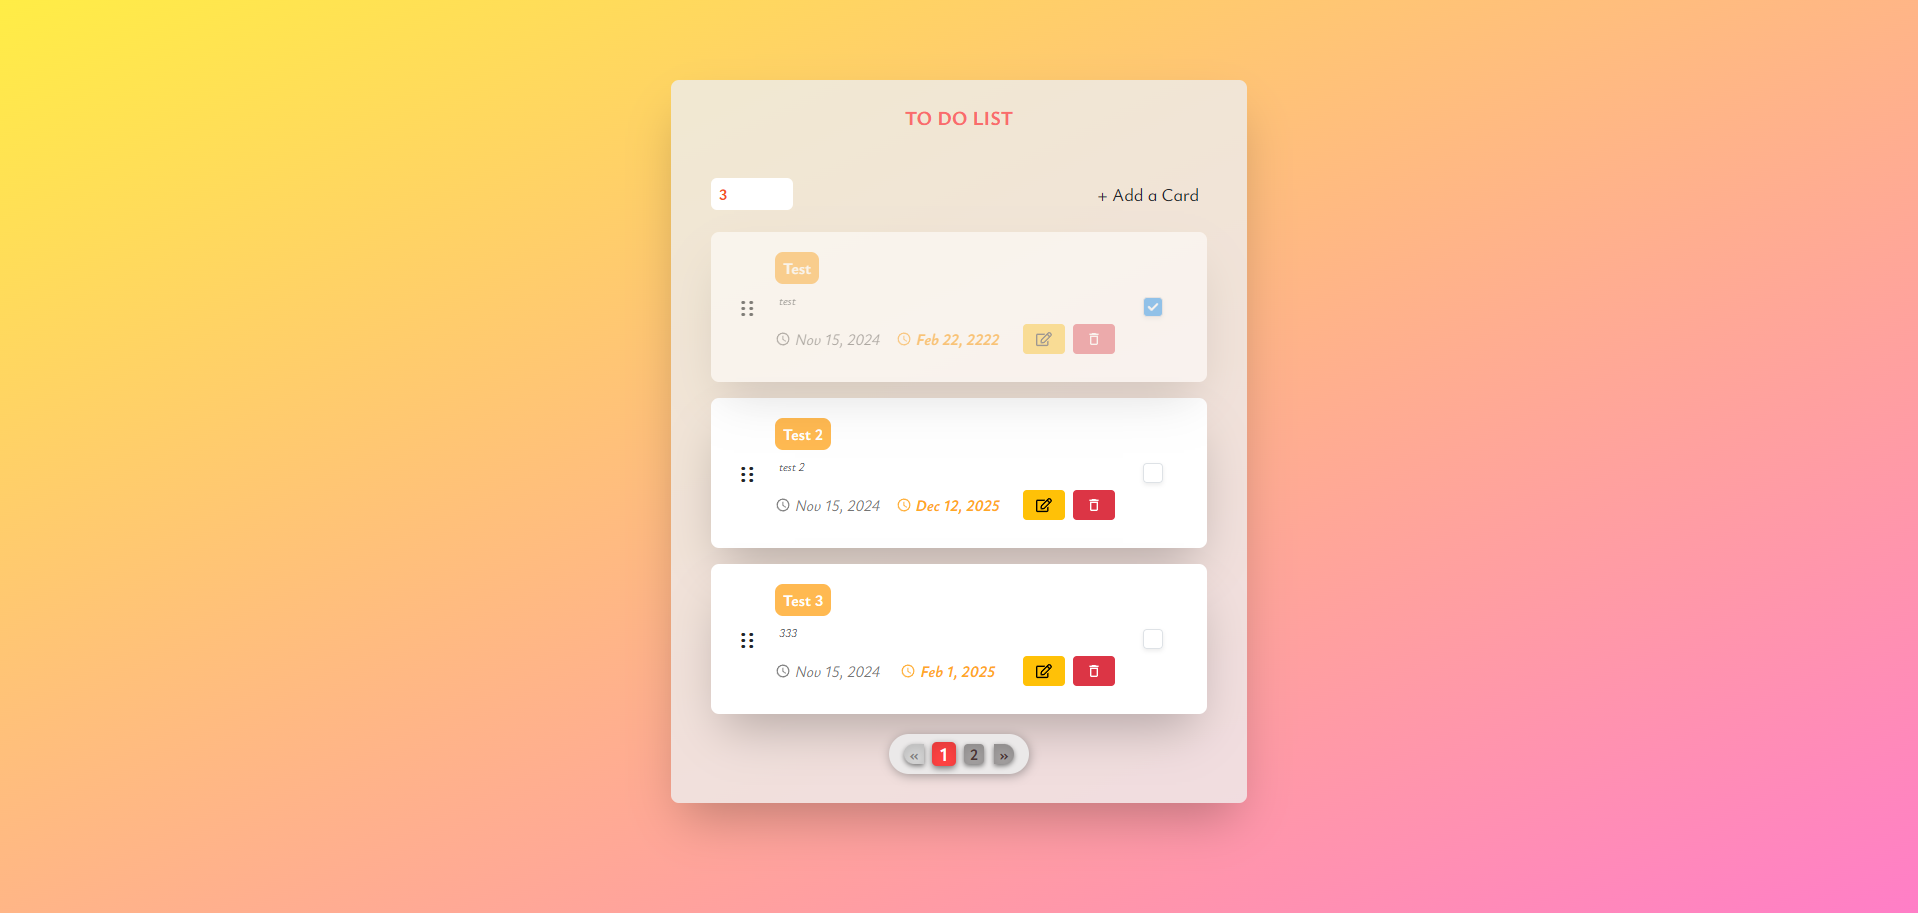 TO DO LIST
3
+ Add a Card
Test
test
Nov 15, 2024 Feb 22, 2222
Test 2
test 2
Nov 15, 2024 Dec 12, 2025
Test 3
333
Nov 15, 2024 Feb 1, 2025
« 1 2 »